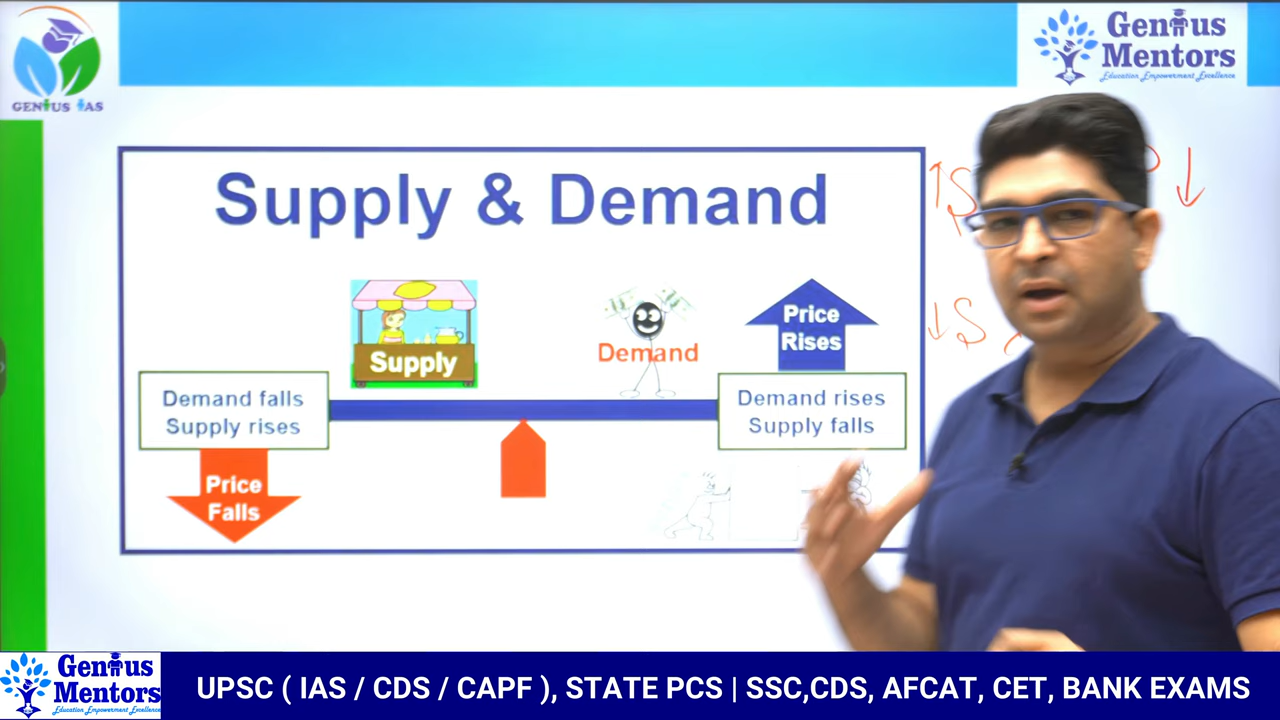 GENIUS IAS
Genius
Mentors
Education Empowerment Excellence
Supply & Demand
↑S
↓
Price
Rises
Supply
Demand
↓S
Demand falls
Supply rises
Demand rises
Supply falls
Price
Falls
Genius
Mentors
Education Empowerment Excellence
UPSC ( IAS / CDS / CAPF ), STATE PCS | SSC,CDS, AFCAT, CET, BANK EXAMS